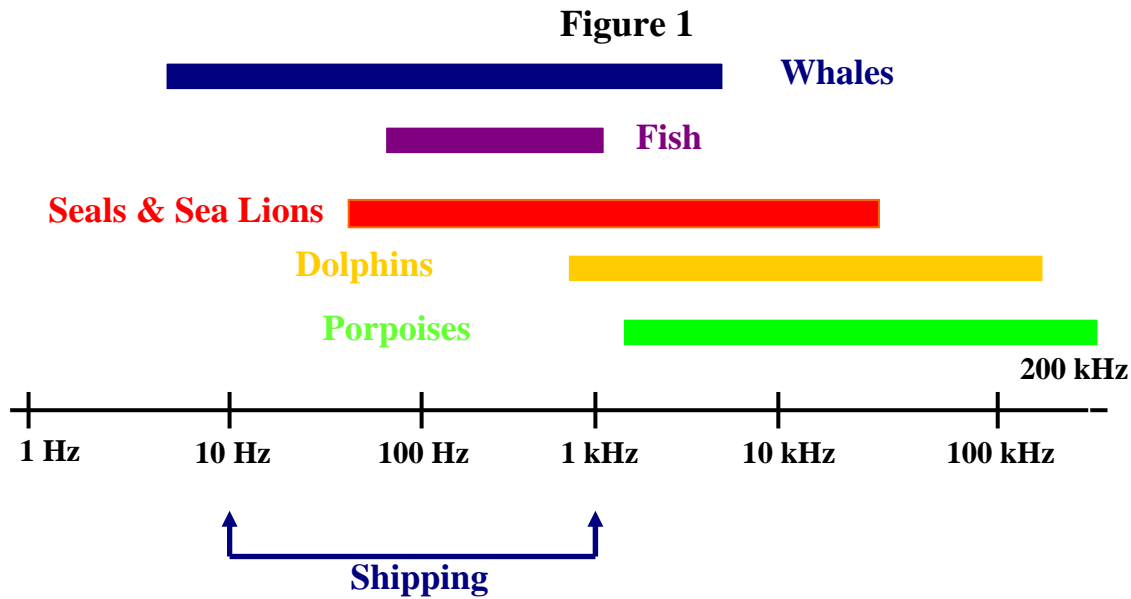 Figure 1
Whales
Fish
Seals & Sea Lions
Dolphins
Porpoises
200 kHz
1 Hz 10 Hz 100 Hz 1 kHz 10 kHz 100 kHz
Shipping